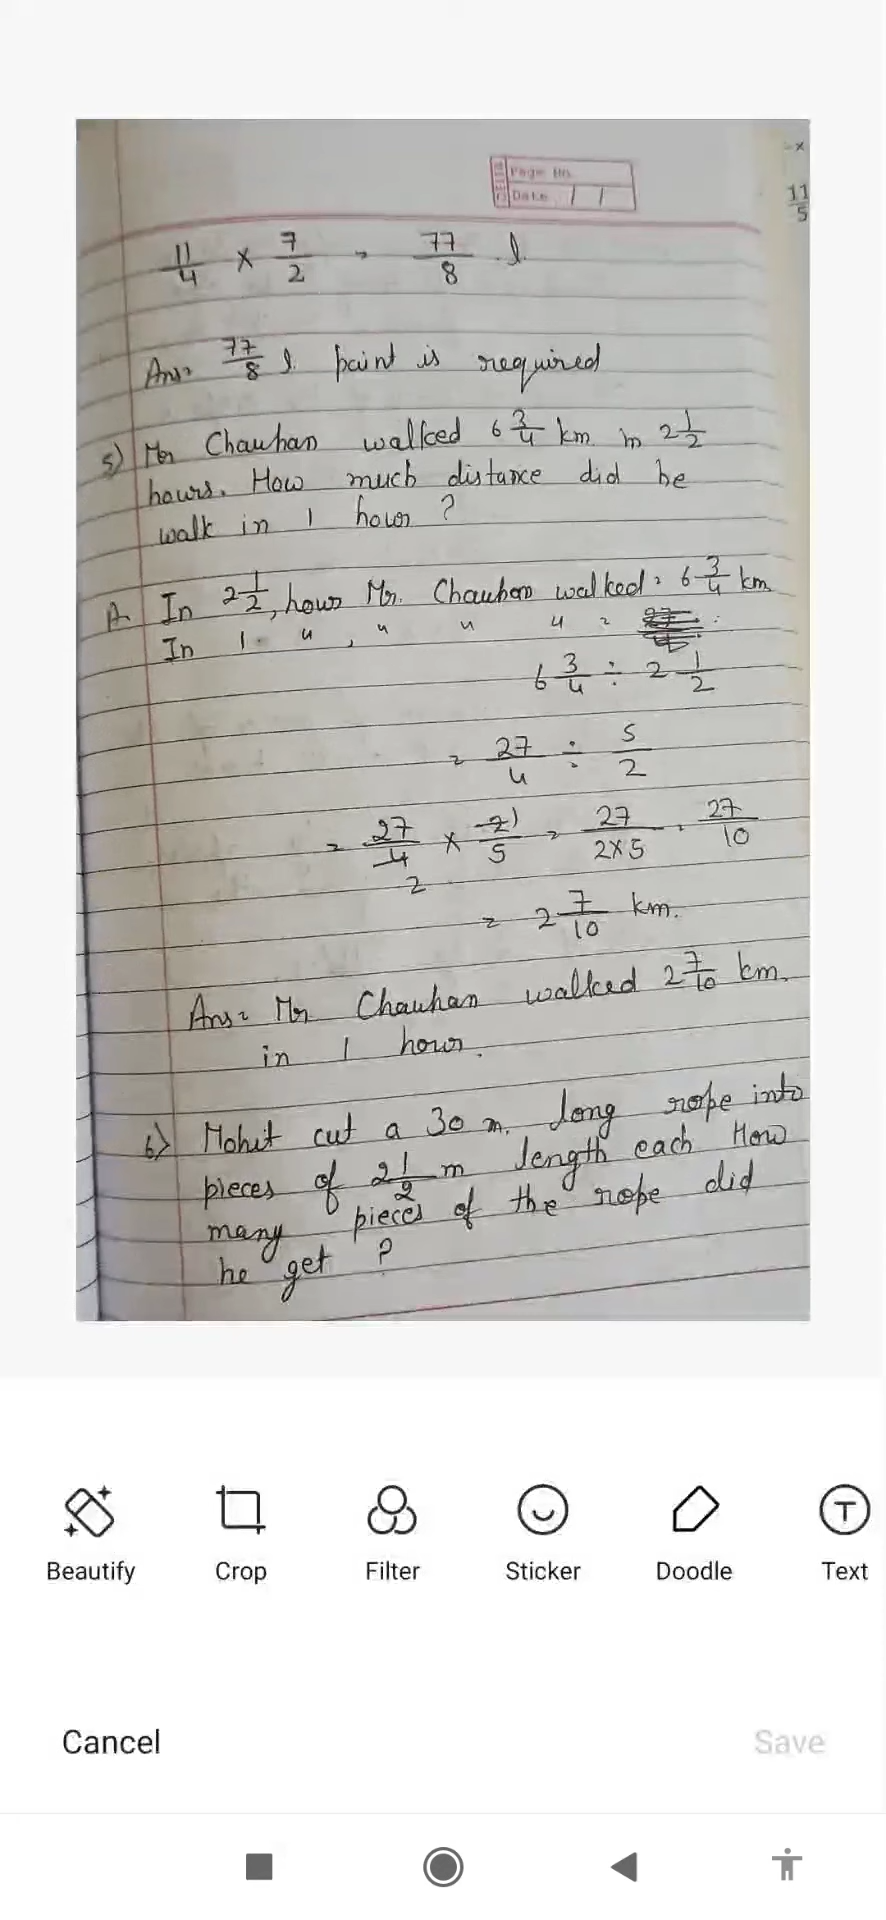 Page No.
Date / /
11/5
11/4 × 7/2 = 77/8 l.
Ans = 77/8 l. paint is required
5) Mr Chauhan walked 6 3/4 km in 2 1/2
hours. How much distance did he
walk in 1 hour ?
A In 2 1/2, hour Mr. Chauhan walked = 6 3/4 km
In 1 " , " " " =
6 3/4 ÷ 2 1/2
= 27/4 ÷ 5/2
= 27/4 × 2/5 = 27/2×5 = 27/10
2
= 2 7/10 km.
Ans = Mr Chauhan walked 2 7/10 km.
in 1 hour.
6) Mohit cut a 30 m. long rope into
pieces of 2 1/2 m length each How
many pieces of the rope did
he get ?
Beautify Crop Filter Sticker Doodle Text
Cancel Save